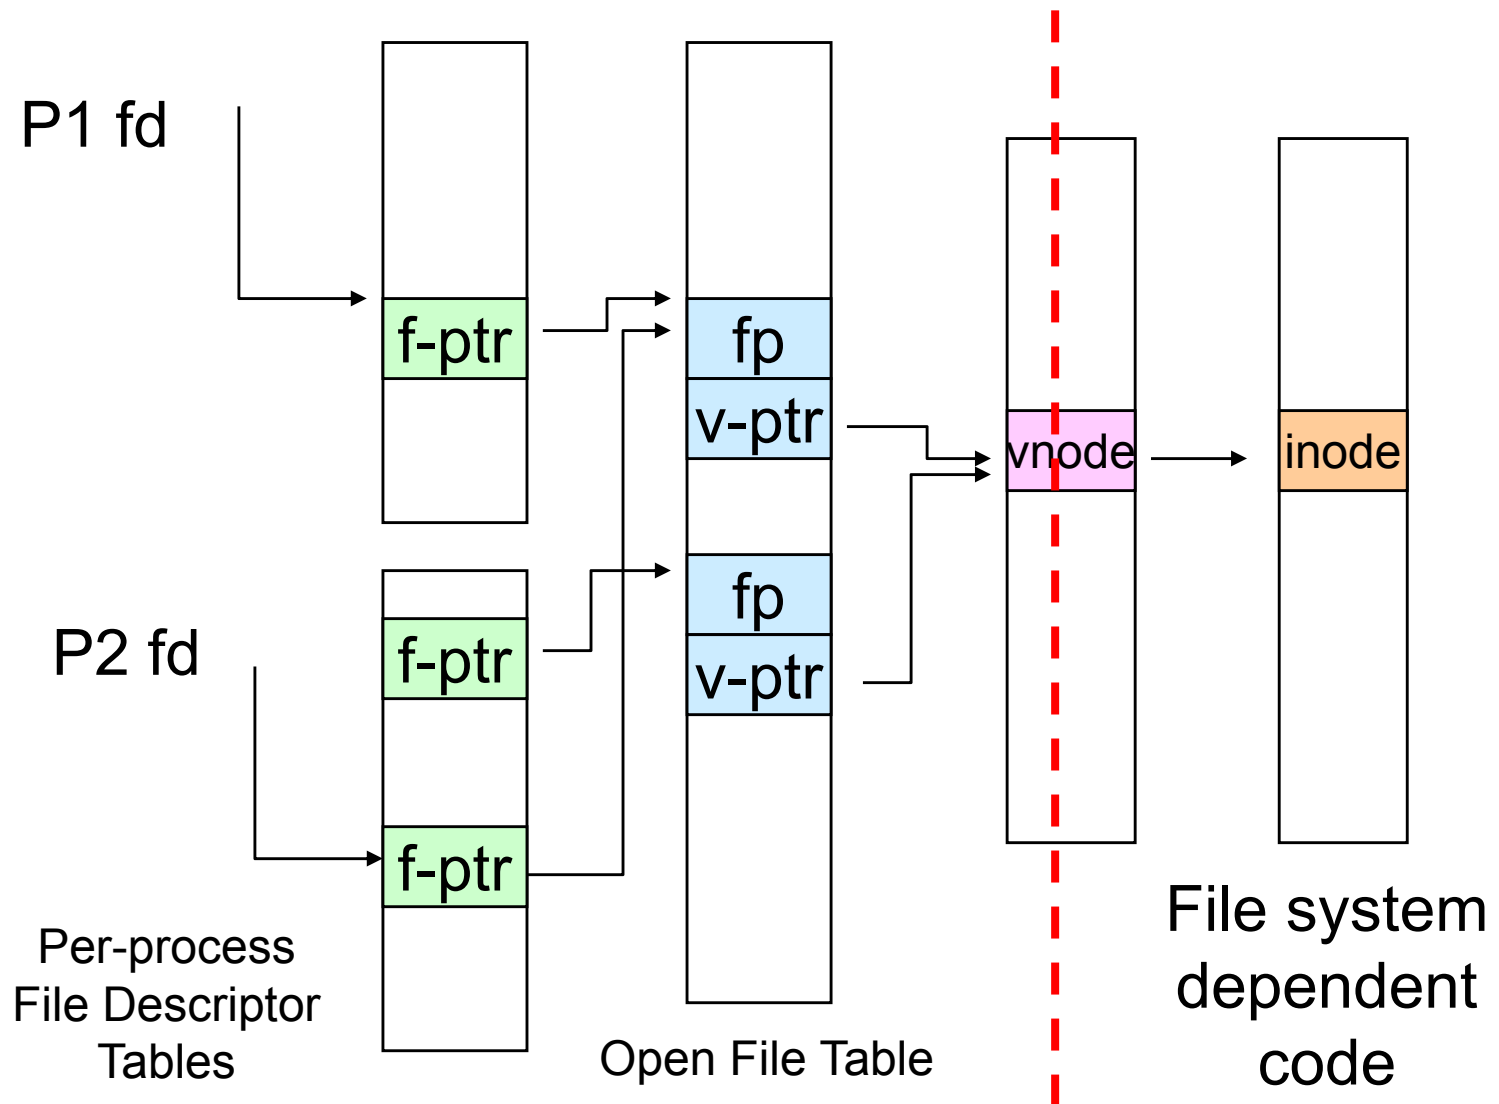 P1 fd
f-ptr
fp
v-ptr
vnode
inode
fp
P2 fd
f-ptr
v-ptr
f-ptr
Per-process
File Descriptor
Tables
Open File Table
File system
dependent
code